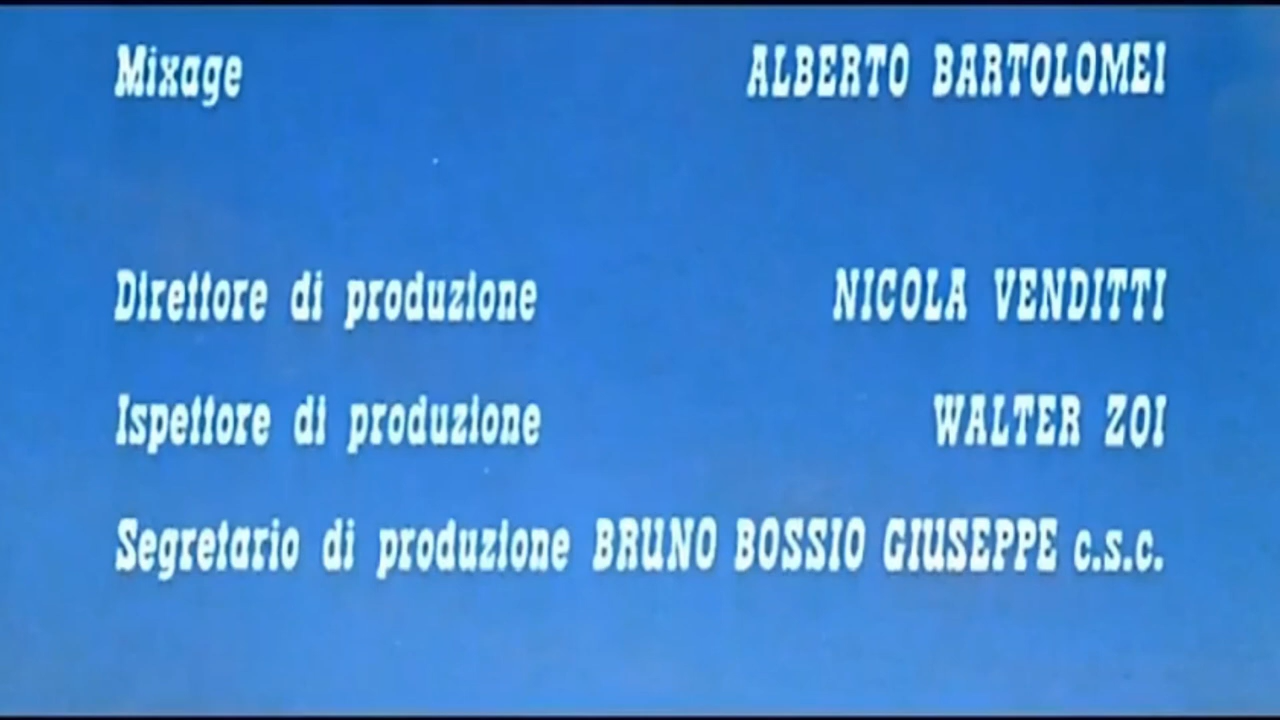 Mixage ALBERTO BARTOLOMEI
Direttore di produzione NICOLA VENDITTI
Ispettore di produzione WALTER ZOI
Segretario di produzione BRUNO BOSSIO GIUSEPPE c.s.c.